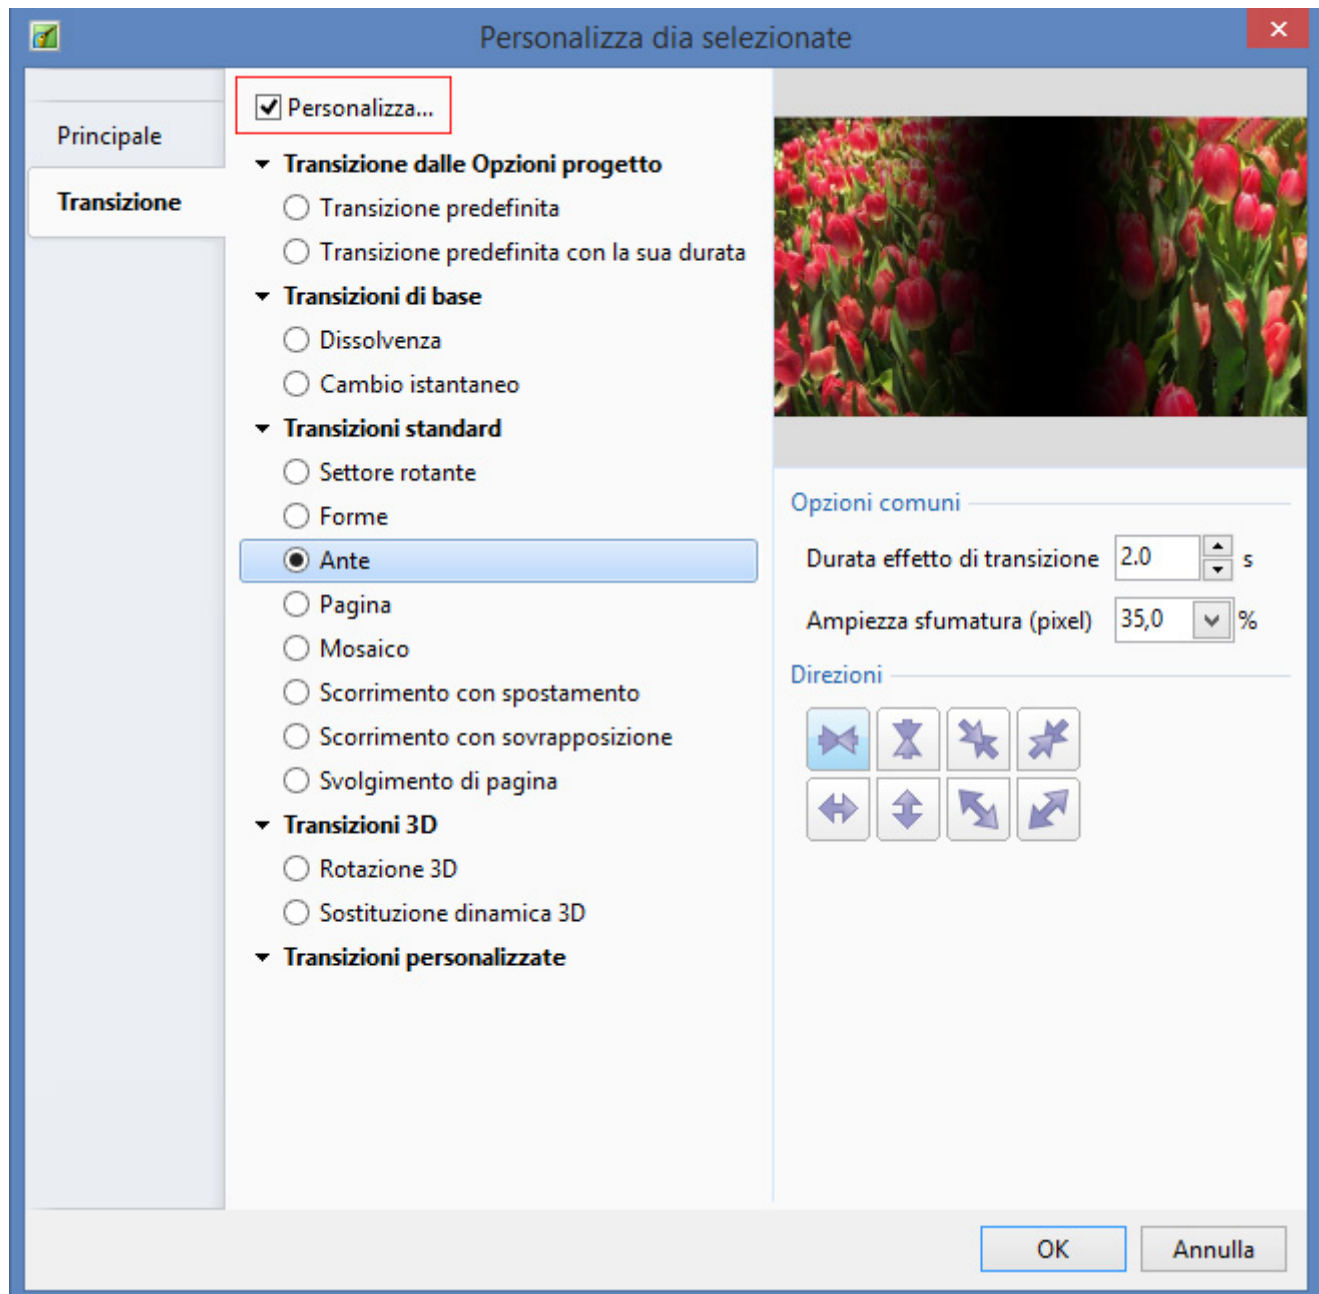 Personalizza dia selezionate
Principale
Transizione
Personalizza...
Transizione dalle Opzioni progetto
Transizione predefinita
Transizione predefinita con la sua durata
Transizioni di base
Dissolvenza
Cambio istantaneo
Transizioni standard
Settore rotante
Forme
Ante
Pagina
Mosaico
Scorrimento con spostamento
Scorrimento con sovrapposizione
Svolgimento di pagina
Transizioni 3D
Rotazione 3D
Sostituzione dinamica 3D
Transizioni personalizzate
Opzioni comuni
Durata effetto di transizione 2.0 s
Ampiezza sfumatura (pixel) 35,0 %
Direzioni
OK Annulla